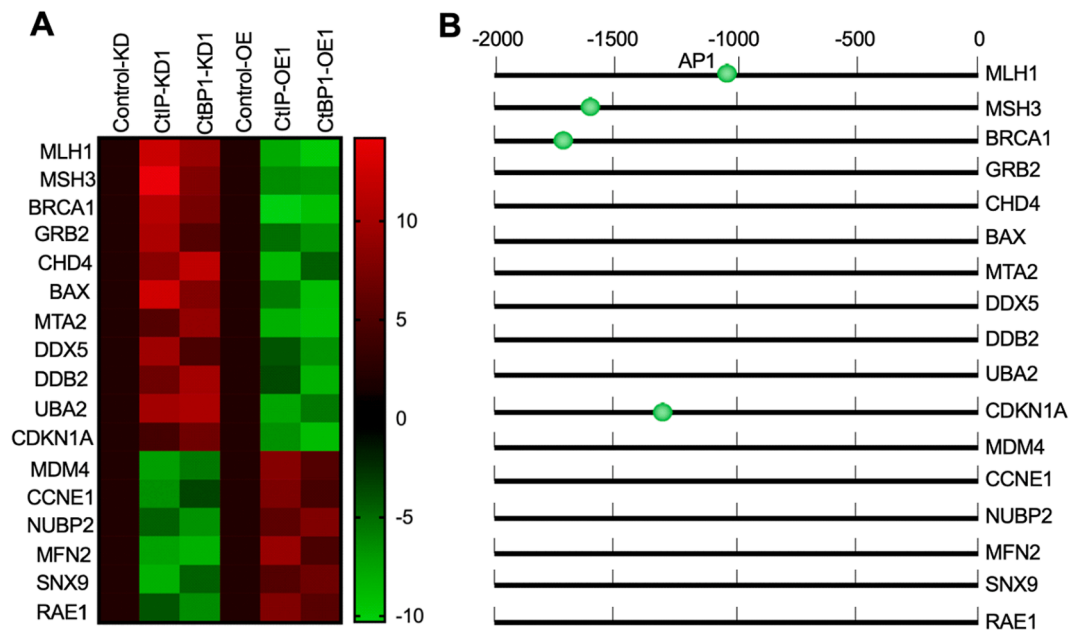 A
Control-KD
CtIP-KD1
CtBP1-KD1
Control-OE
CtIP-OE1
CtBP1-OE1
MLH1
MSH3
BRCA1
GRB2
CHD4
BAX
MTA2
DDX5
DDB2
UBA2
CDKN1A
MDM4
CCNE1
NUBP2
MFN2
SNX9
RAE1
10
5
0
-5
-10
B
-2000 -1500 -1000 -500 0
AP1
MLH1
MSH3
BRCA1
GRB2
CHD4
BAX
MTA2
DDX5
DDB2
UBA2
CDKN1A
MDM4
CCNE1
NUBP2
MFN2
SNX9
RAE1